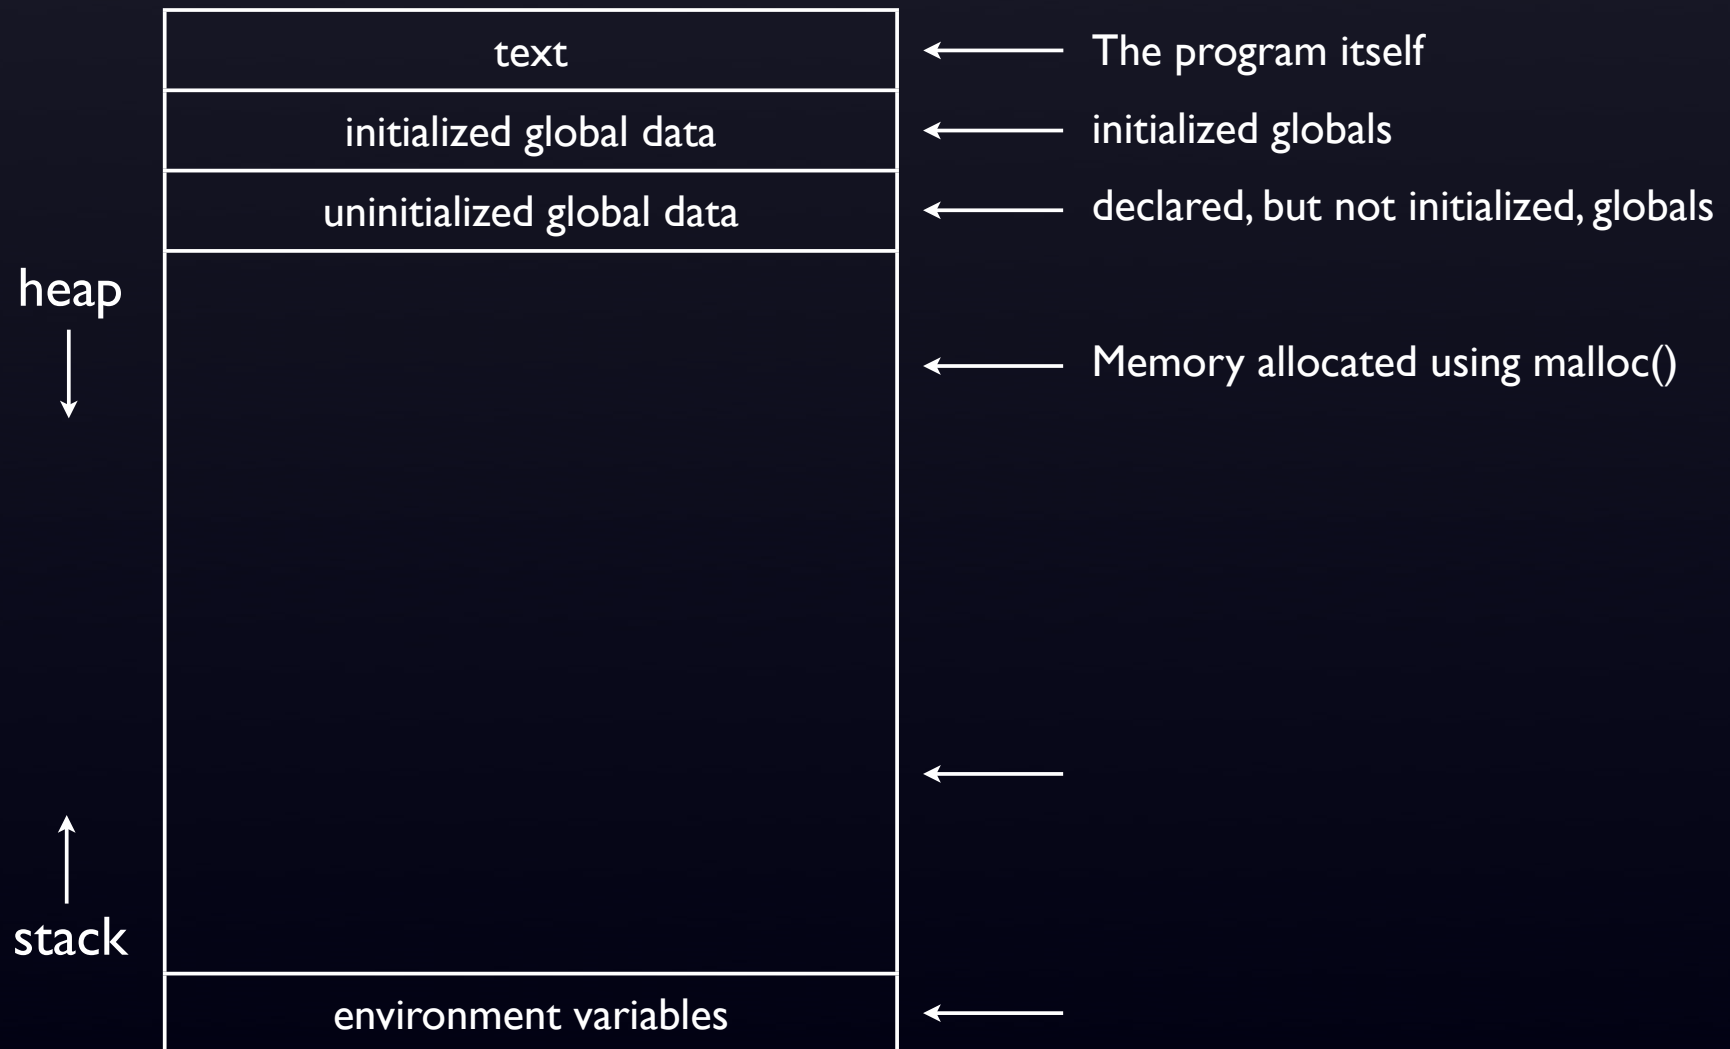 text
The program itself
initialized global data
initialized globals
uninitialized global data
declared, but not initialized, globals
heap
Memory allocated using malloc()
stack
environment variables